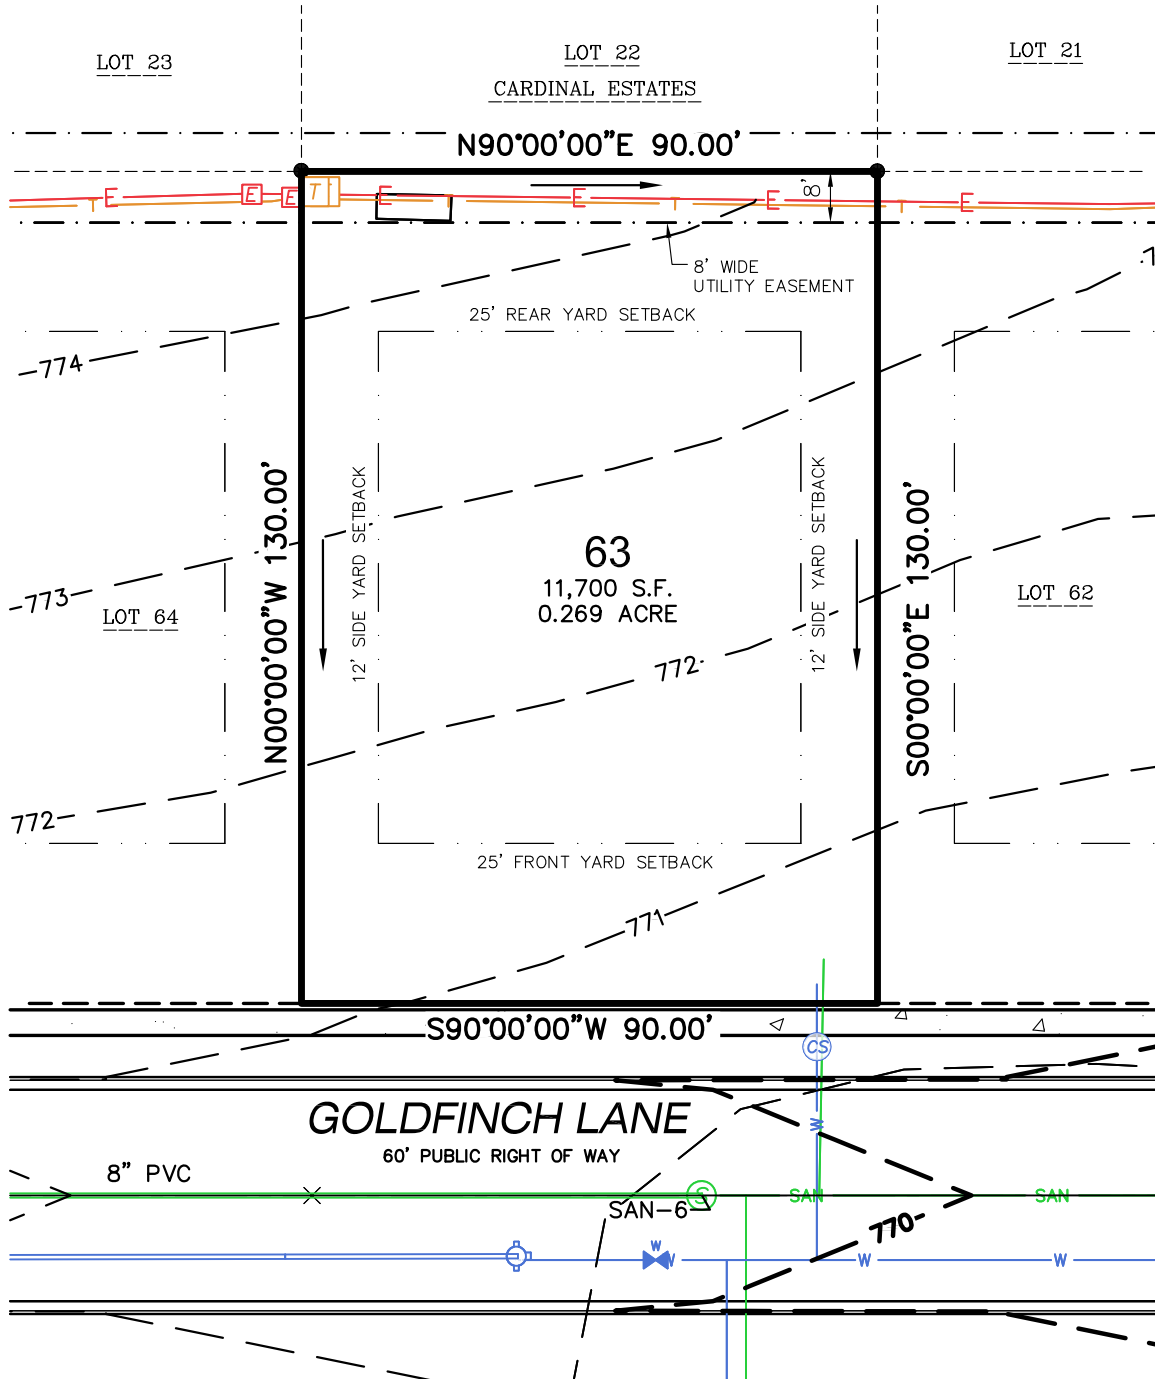 LOT 23
LOT 22
LOT 21
CARDINAL ESTATES
N90°00'00"E 90.00'
E
E
E
T
E
E
E
E
T
T
T
T
8'
8' WIDE
UTILITY EASEMENT
25' REAR YARD SETBACK
774
N00°00'00"W 130.00'
12' SIDE YARD SETBACK
12' SIDE YARD SETBACK
S00°00'00"E 130.00'
63
11,700 S.F.
0.269 ACRE
773
LOT 64
LOT 62
772
772
25' FRONT YARD SETBACK
771
S90°00'00"W 90.00'
CS
GOLDFINCH LANE
W
60' PUBLIC RIGHT OF WAY
8" PVC
S
SAN
SAN
SAN-6
770
W
W
W
W